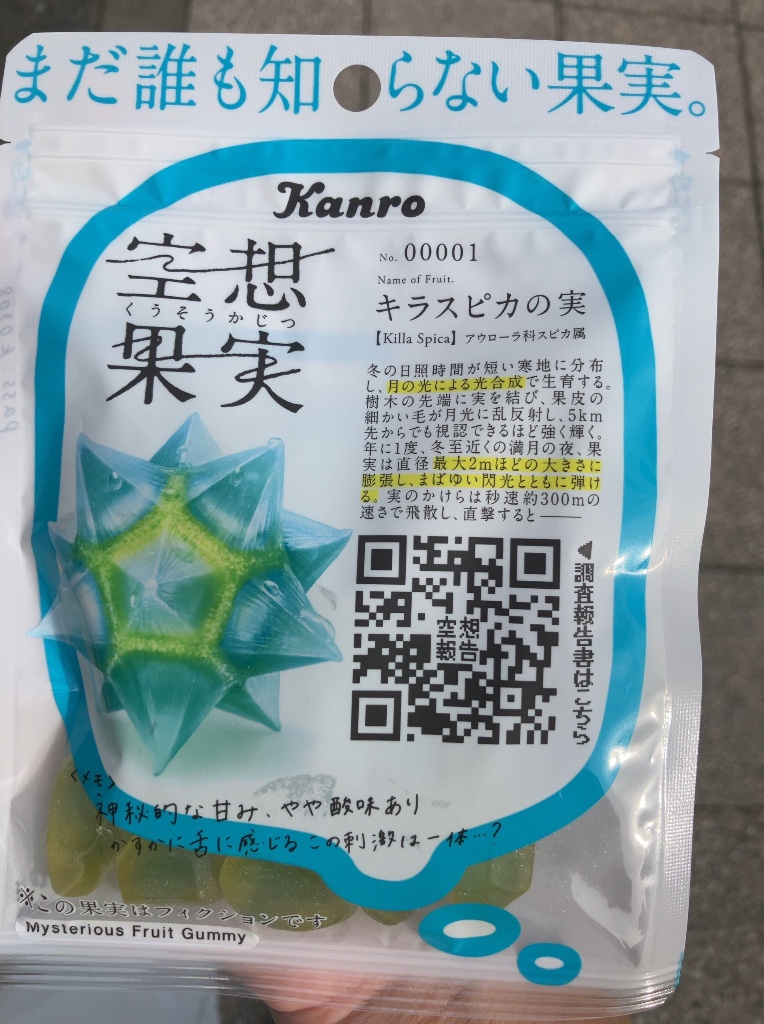 まだ誰も知らない果実。
Kanro
空想
くうそうかじつ
果実
No. 00001
Name of Fruit.
キラスピカの実
【Killa Spica】アウローラ科スピカ属
冬の日照時間が短い寒地に分布
し、月の光による光合成で生育する。
樹木の先端に実を結び、果皮の
細かい毛が月光に乱反射し、5km
先からでも視認できるほど強く輝く。
年に1度、冬至近くの満月の夜、果
実は直径最大2mほどの大きさに
膨張し、まばゆい閃光とともに弾け
る。実のかけらは秒速約300mの
速さで飛散し、直撃すると――
空想
報告
◀調査報告書はこちら
<メモ>
神秘的な甘み、やや酸味あり
かすかに舌に感じるこの刺激は一体…?
※この果実はフィクションです
Mysterious Fruit Gummy